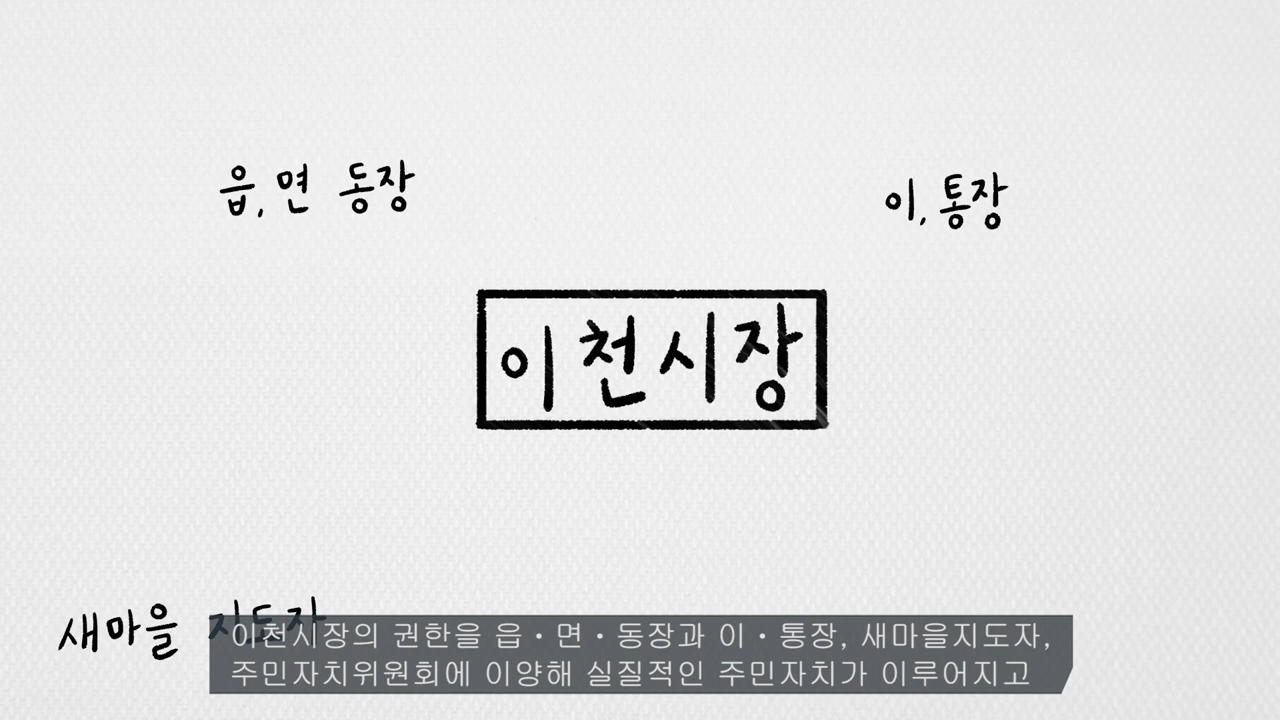 읍, 면 동장
이, 통장
이천시장
새마을 지도자
이천시장의 권한을 읍·면·동장과 이·통장, 새마을지도자,
주민자치위원회에 이양해 실질적인 주민자치가 이루어지고